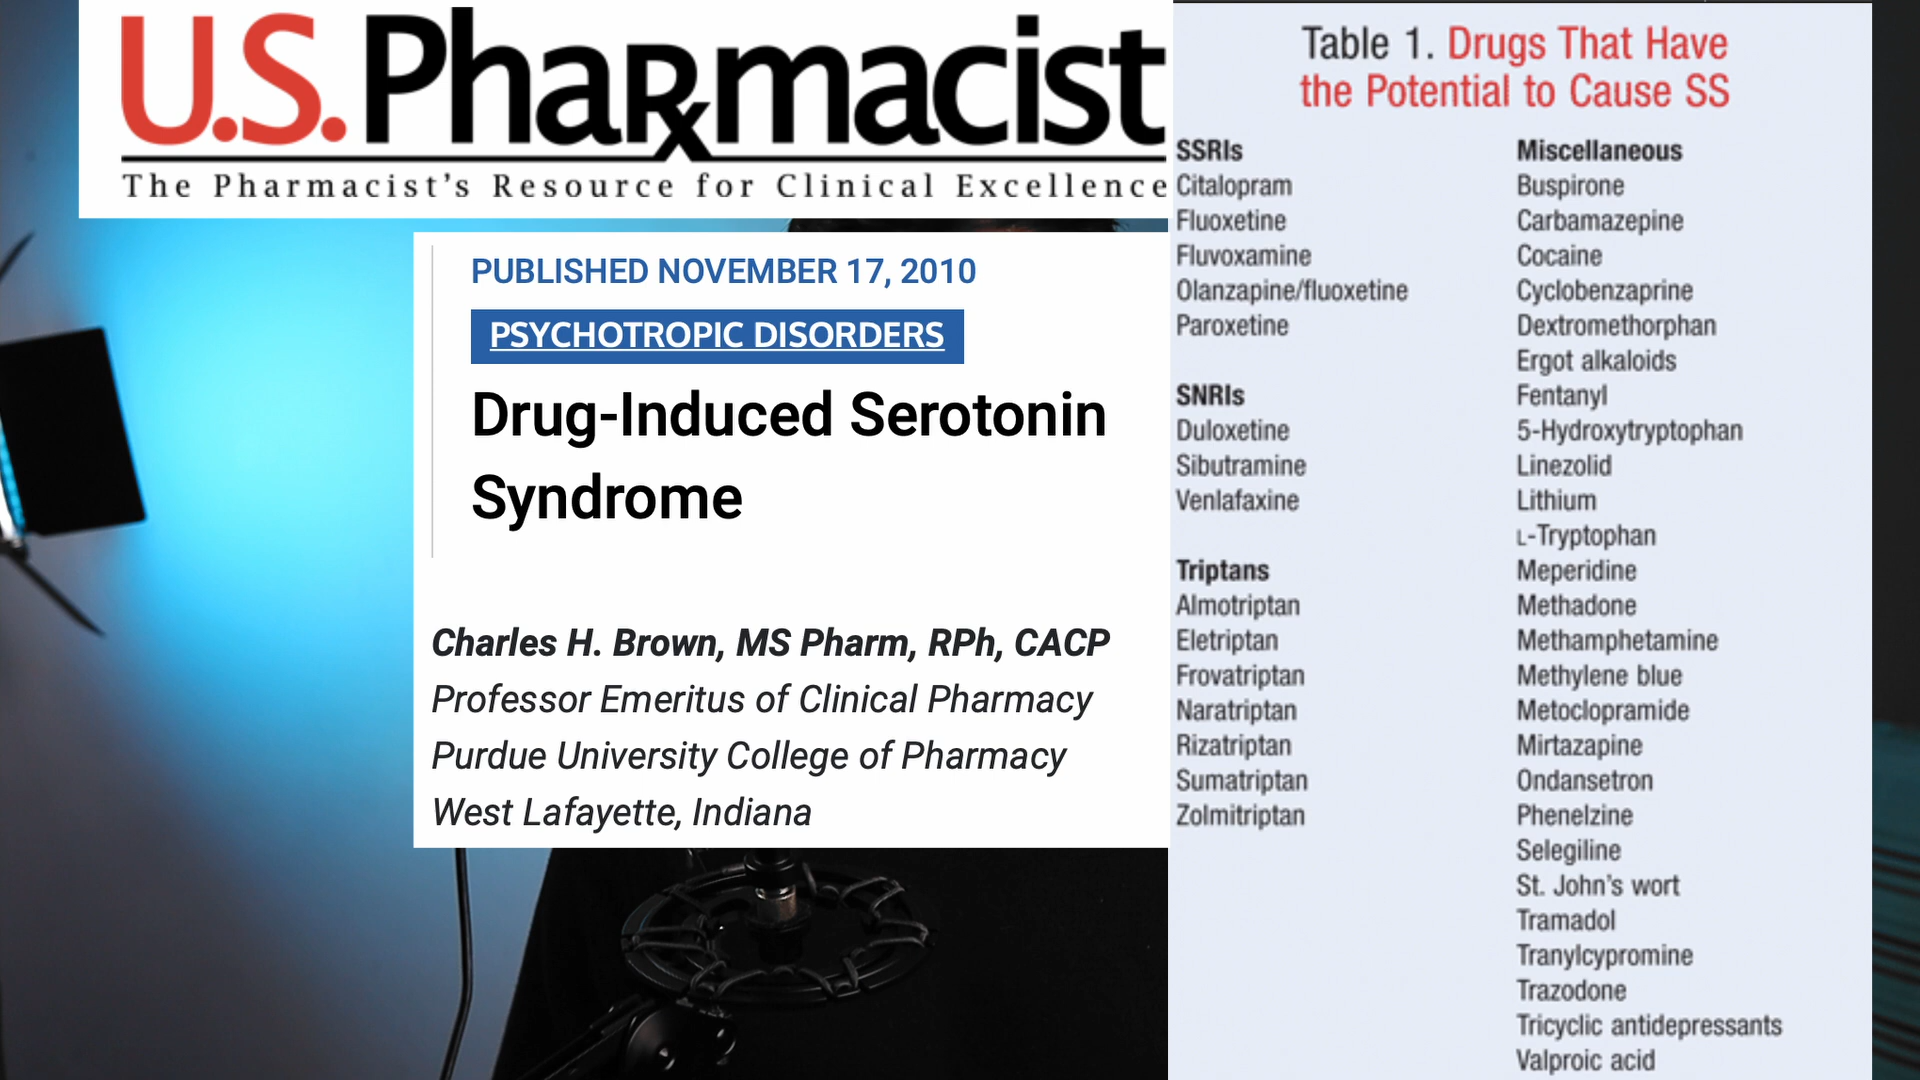 U.S. Pharmacist
The Pharmacist's Resource for Clinical Excellence
PUBLISHED NOVEMBER 17, 2010
PSYCHOTROPIC DISORDERS
Drug-Induced Serotonin
Syndrome
Charles H. Brown, MS Pharm, RPh, CACP
Professor Emeritus of Clinical Pharmacy
Purdue University College of Pharmacy
West Lafayette, Indiana
Table 1. Drugs That Have
the Potential to Cause SS
SSRIs
Citalopram
Fluoxetine
Fluvoxamine
Olanzapine/fluoxetine
Paroxetine
SNRIs
Duloxetine
Sibutramine
Venlafaxine
Triptans
Almotriptan
Eletriptan
Frovatriptan
Naratriptan
Rizatriptan
Sumatriptan
Zolmitriptan
Miscellaneous
Buspirone
Carbamazepine
Cocaine
Cyclobenzaprine
Dextromethorphan
Ergot alkaloids
Fentanyl
5-Hydroxytryptophan
Linezolid
Lithium
L-Tryptophan
Meperidine
Methadone
Methamphetamine
Methylene blue
Metoclopramide
Mirtazapine
Ondansetron
Phenelzine
Selegiline
St. John's wort
Tramadol
Tranylcypromine
Trazodone
Tricyclic antidepressants
Valproic acid